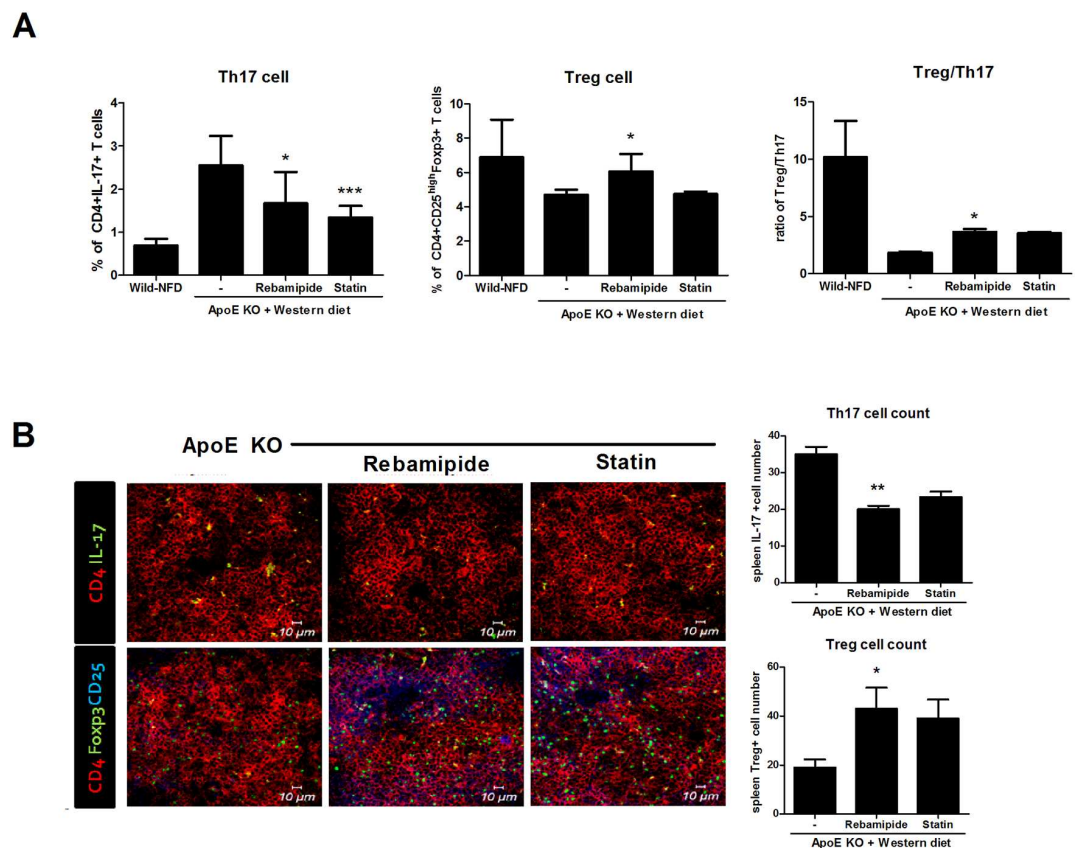 A
Th17 cell
% of CD4+IL-17+ T cells
4
3
2
1
0
*
***
Wild-NFD
-
Rebamipide
Statin
ApoE KO + Western diet
Treg cell
% of CD4+CD25highFoxp3+ T cells
10
8
6
4
2
0
*
Wild-NFD
-
Rebamipide
Statin
ApoE KO + Western diet
Treg/Th17
ratio of Treg/Th17
15
10
5
0
*
Wild-NFD
-
Rebamipide
Statin
ApoE KO + Western diet
B
ApoE KO
Rebamipide
Statin
CD4 IL-17
10 µm
10 µm
10 µm
CD4 Foxp3 CD25
10 µm
10 µm
10 µm
Th17 cell count
spleen IL-17 +cell number
40
30
20
10
0
**
-
Rebamipide
Statin
ApoE KO + Western diet
Treg cell count
spleen Treg+ cell number
60
40
20
0
*
-
Rebamipide
Statin
ApoE KO + Western diet